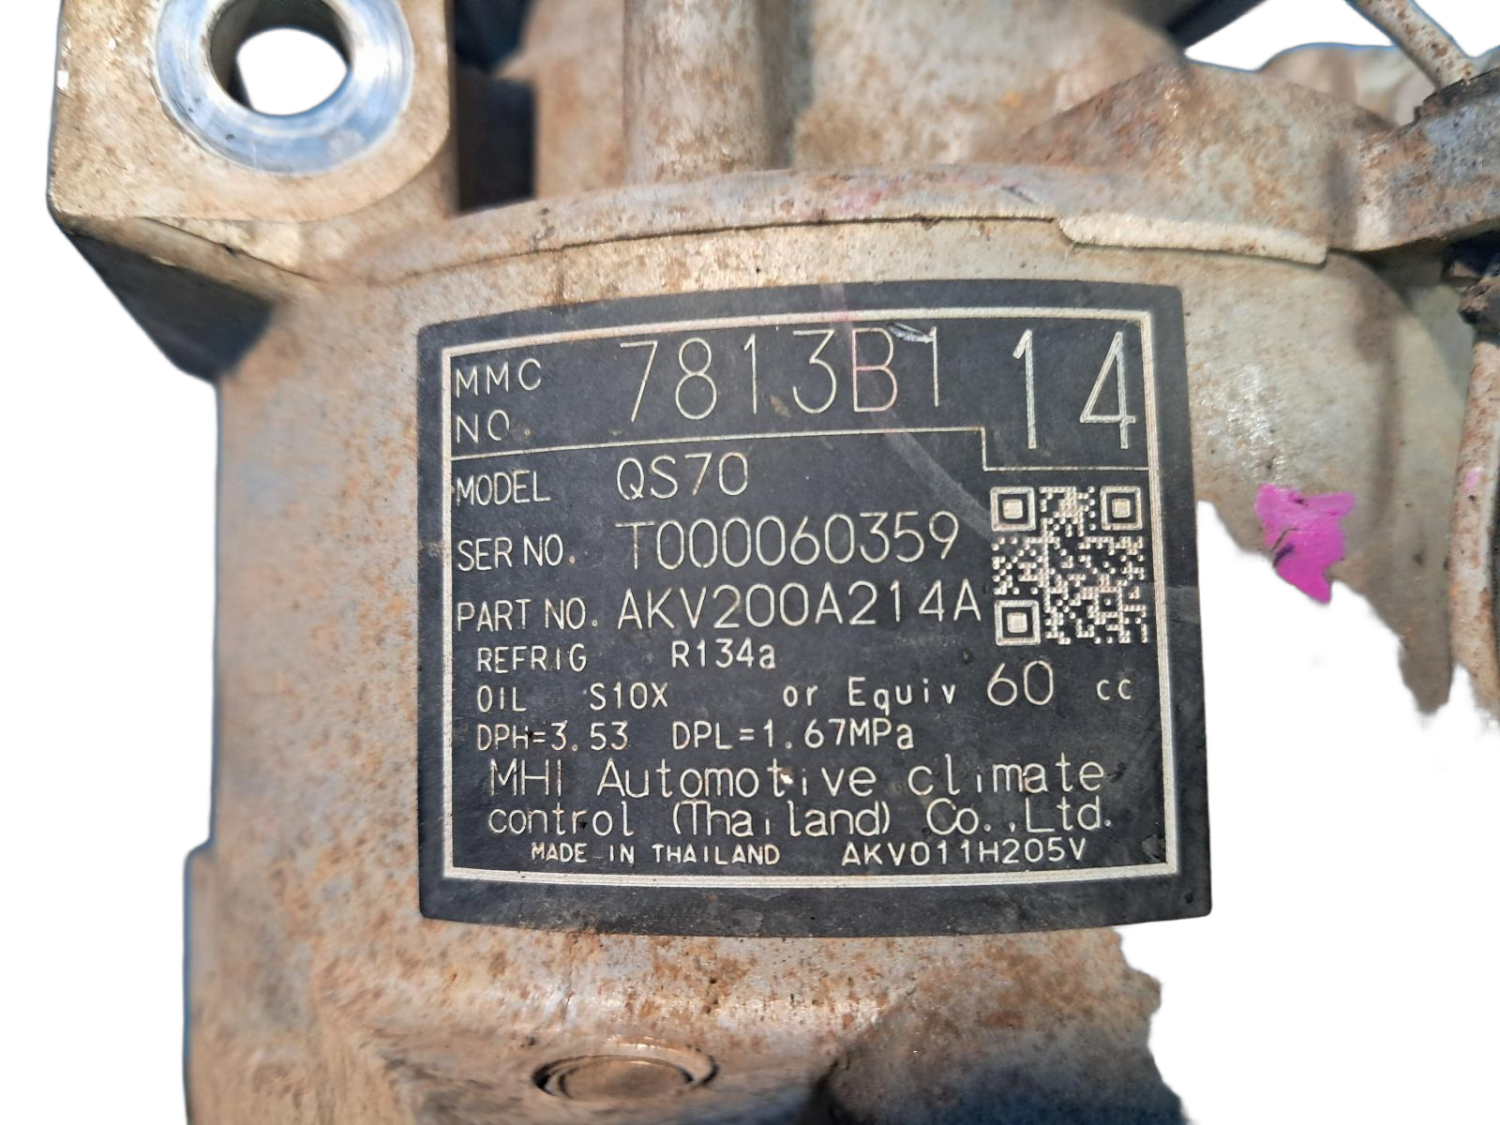 MMC
NO. 7813B1 14
MODEL QS70
SER NO. T000060359
PART NO. AKV200A214A
REFRIG R134a
OIL S10X or Equiv 60 cc
DPH=3.53 DPL=1.67MPa
MHI Automotive climate
control (Thailand) Co.,Ltd.
MADE IN THAILAND AKV011H205V